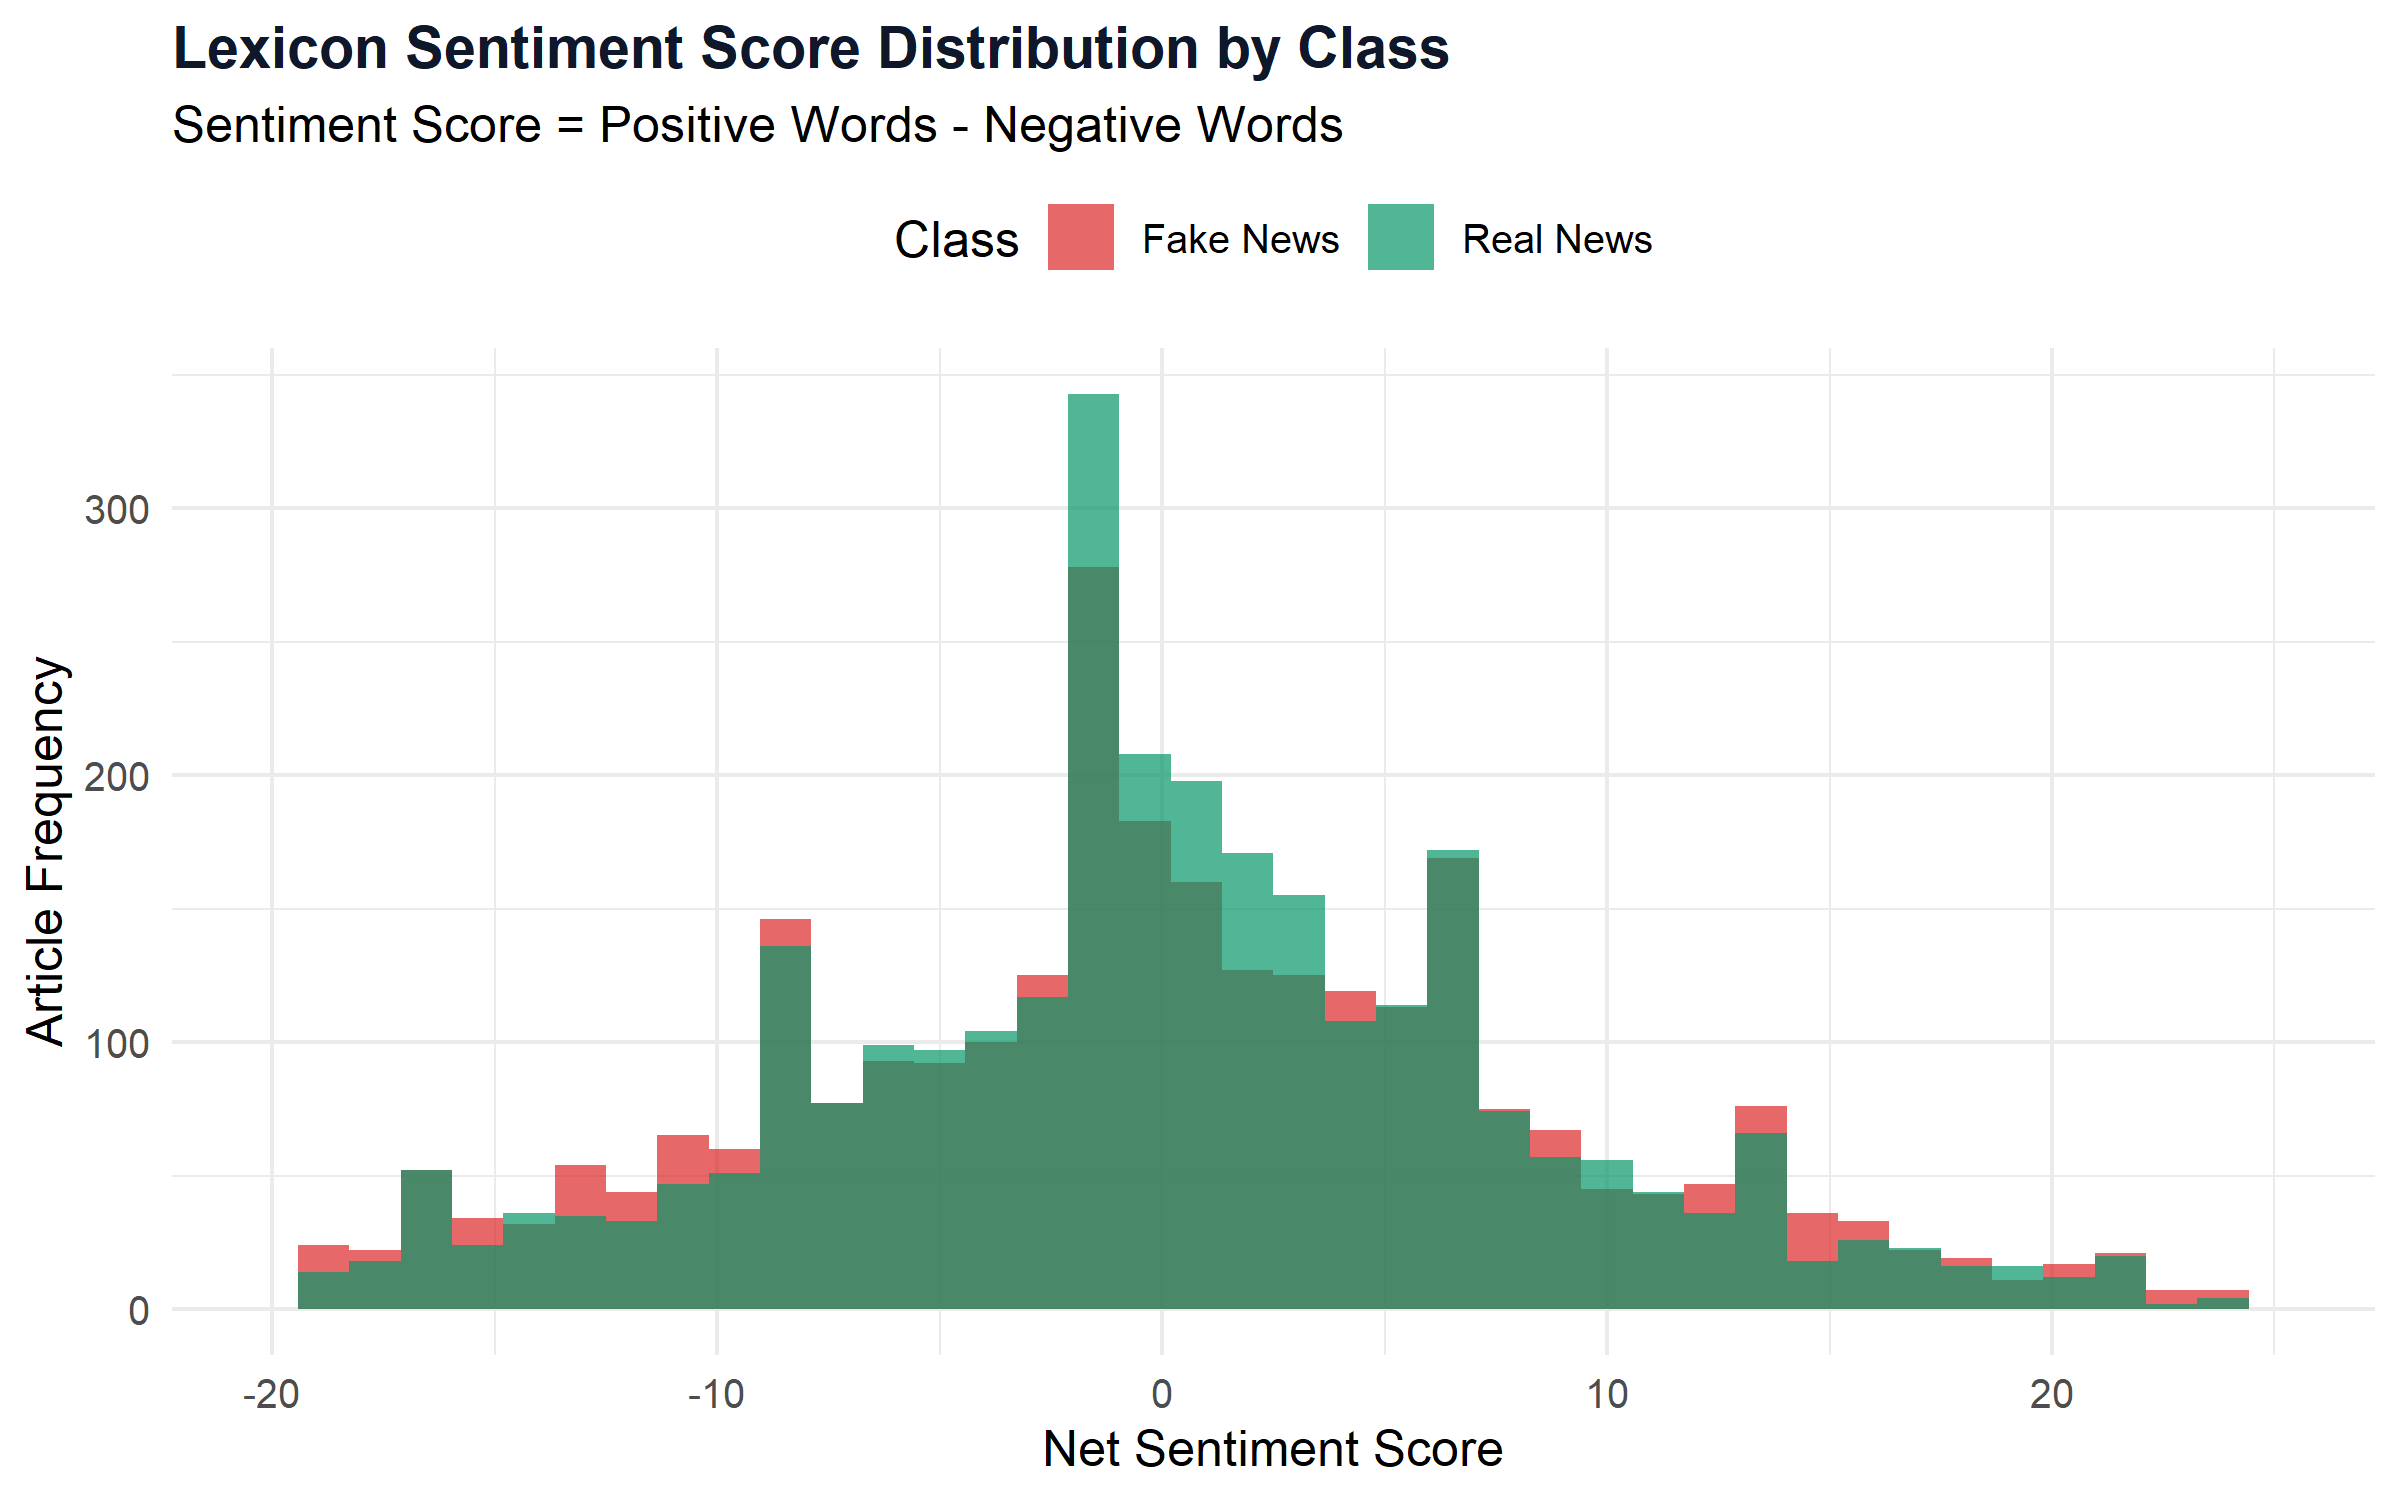 Lexicon Sentiment Score Distribution by Class
Sentiment Score = Positive Words - Negative Words
Class Fake News Real News
Article Frequency
300
200
100
0
-20 -10 0 10 20
Net Sentiment Score